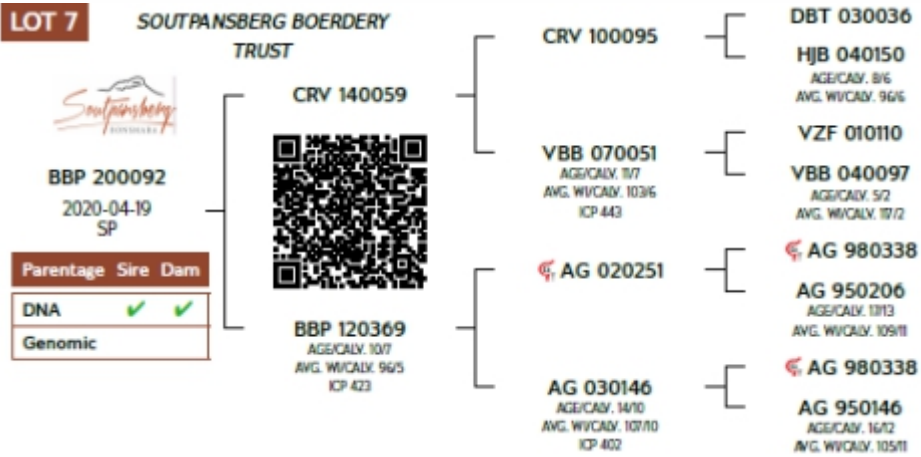 LOT 7
SOUTPANSBERG BOERDERY
TRUST
Soutpansberg
BONSMARA
BBP 200092
2020-04-19
SP
Parentage Sire Dam
DNA ✔ ✔
Genomic
CRV 140059
BBP 120369
AGE/CALV. 10/7
AVG. WI/CALV. 96/5
ICP 423
CRV 100095
VBB 070051
AGE/CALV. 11/7
AVG. WI/CALV. 103/6
ICP 443
AG 020251
AG 030146
AGE/CALV. 14/10
AVG. WI/CALV. 107/10
ICP 402
DBT 030036
HJB 040150
AGE/CALV. 8/6
AVG. WI/CALV. 96/6
VZF 010110
VBB 040097
AGE/CALV. 5/2
AVG. WI/CALV. 117/2
AG 980338
AG 950206
AGE/CALV. 17/13
AVG. WI/CALV. 109/11
AG 980338
AG 950146
AGE/CALV. 16/12
AVG. WI/CALV. 105/11